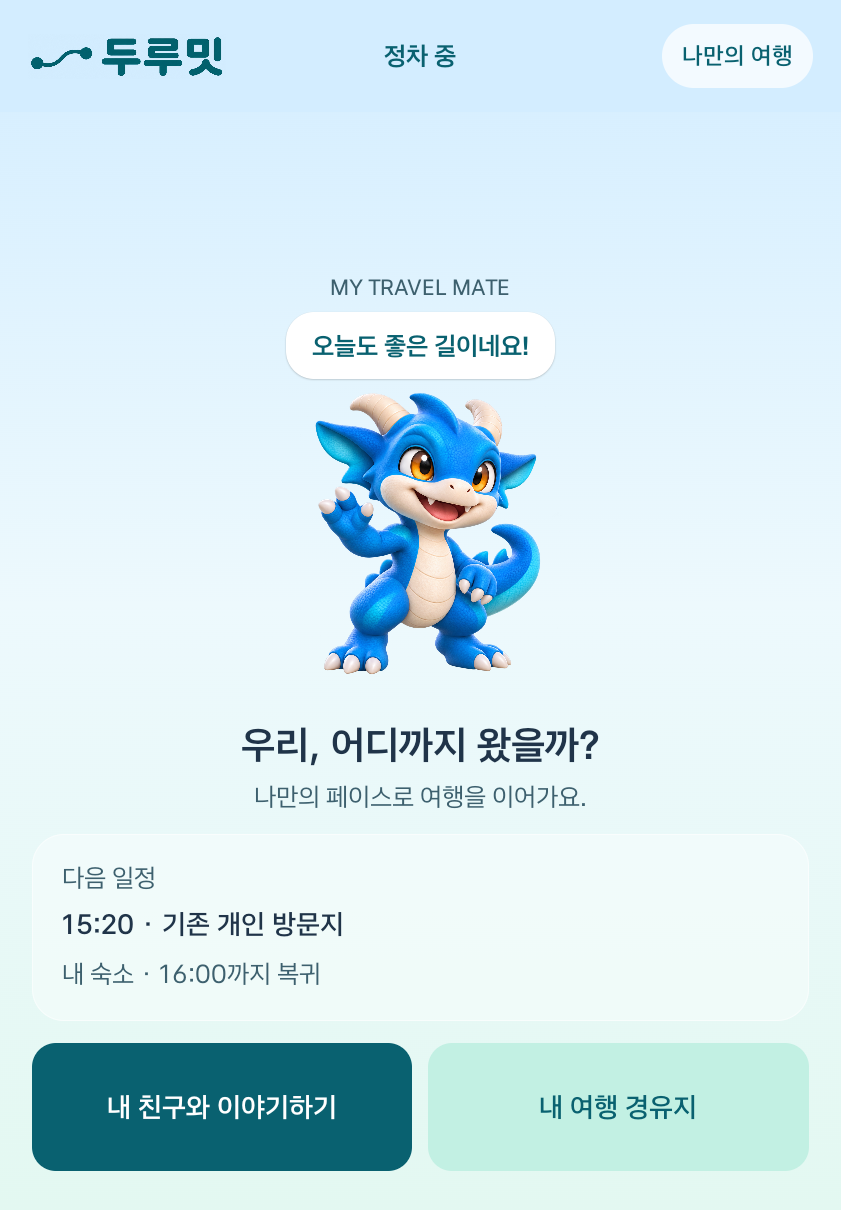 두루밋
정차 중
나만의 여행
MY TRAVEL MATE
오늘도 좋은 길이네요!
우리, 어디까지 왔을까?
나만의 페이스로 여행을 이어가요.
다음 일정
15:20 · 기존 개인 방문지
내 숙소 · 16:00까지 복귀
내 친구와 이야기하기
내 여행 경유지